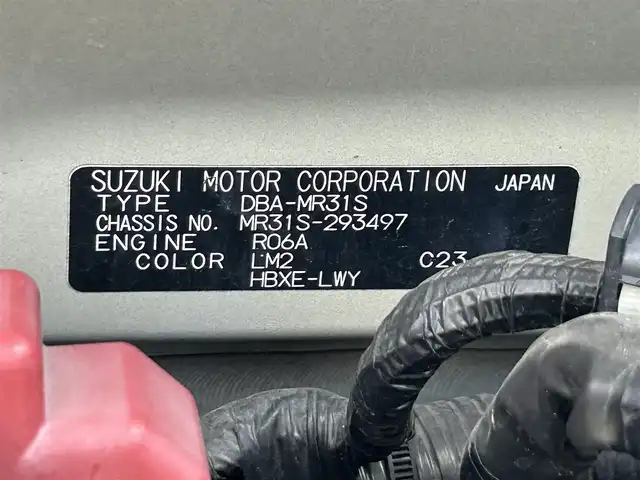 SUZUKI MOTOR CORPORATION JAPAN
TYPE DBA-MR31S
CHASSIS NO. MR31S-293497
ENGINE R06A
COLOR LM2 C23
HBXE-LWY